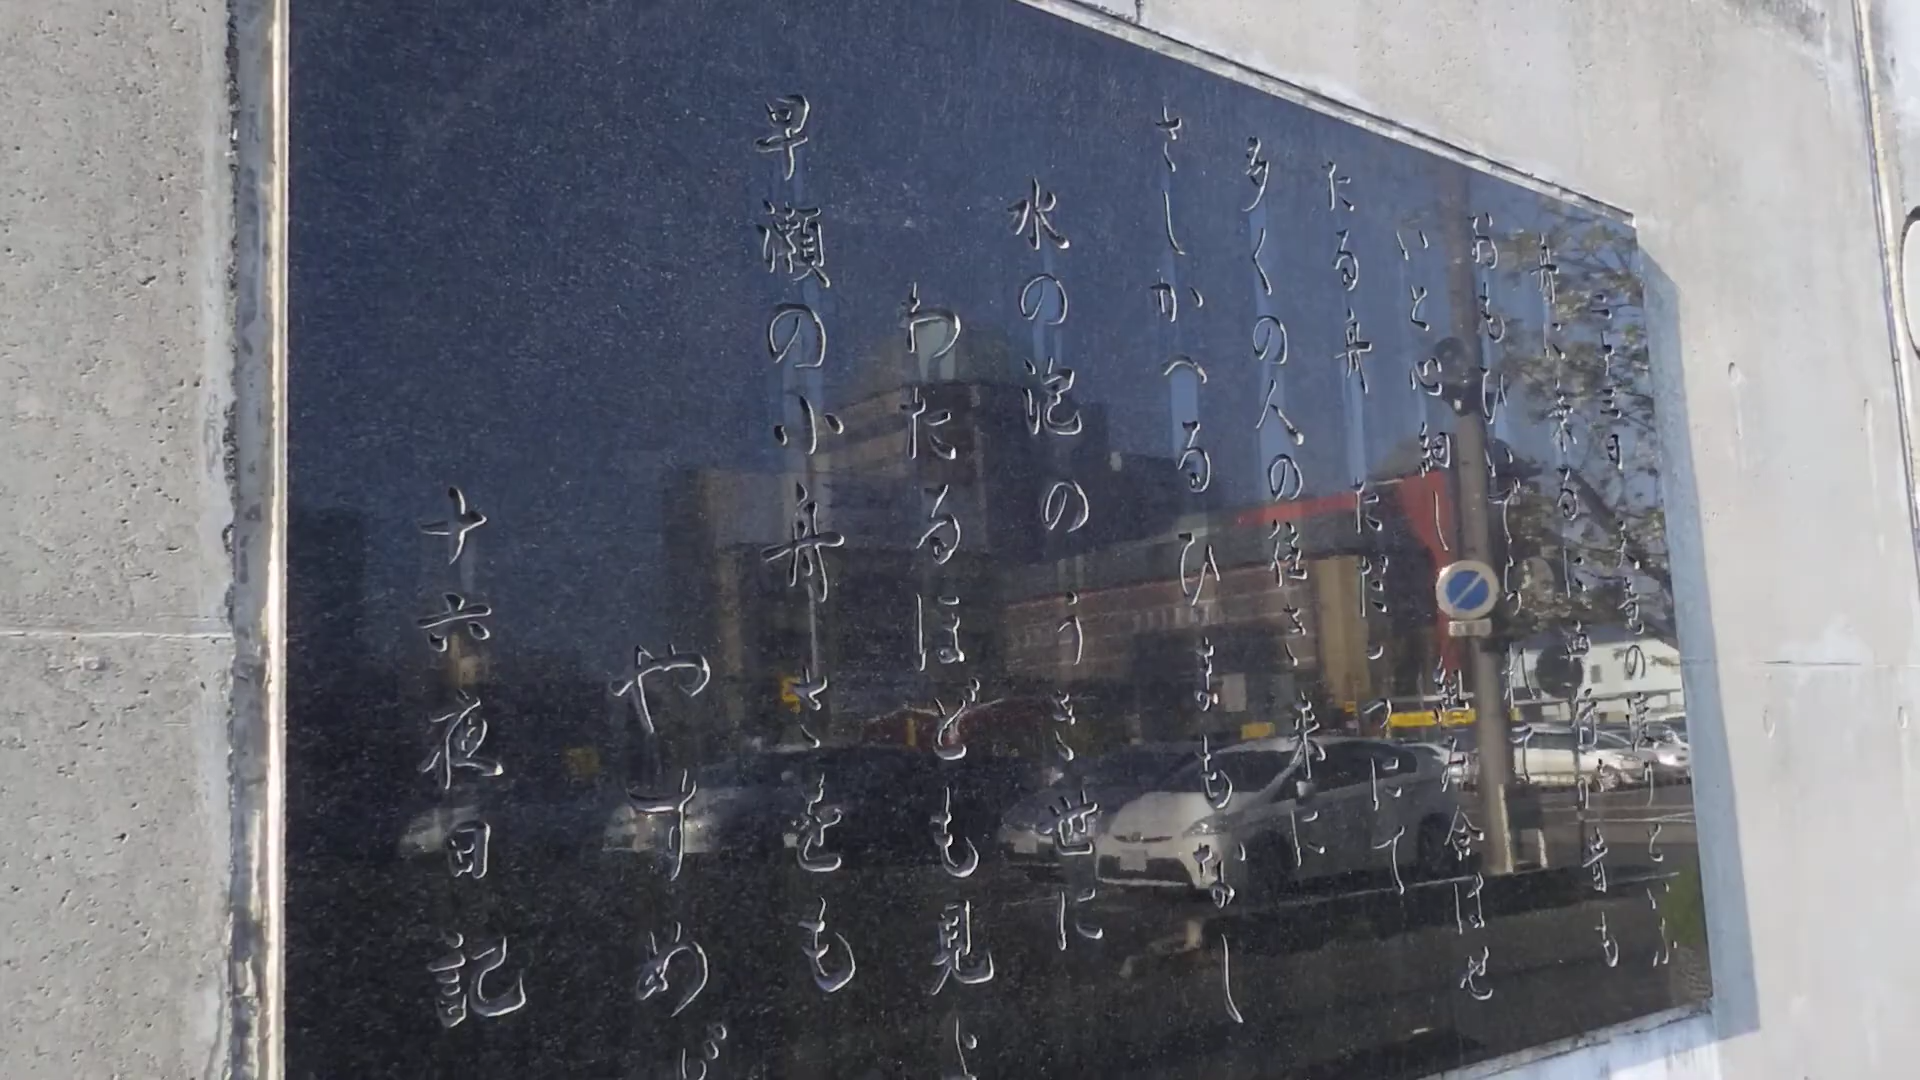 二十三日 天竜の渡りといふ
舟に乗るに 西行が昔も
おもひいでられて
いと心細し 組み合はせ
たる舟 ただ一つにて
多くの人の往き来に
さしかへるひまもなし
水の泡の うき世に
わたるほども見よ
早瀬の小舟 さをも
やすめず
十六夜日記